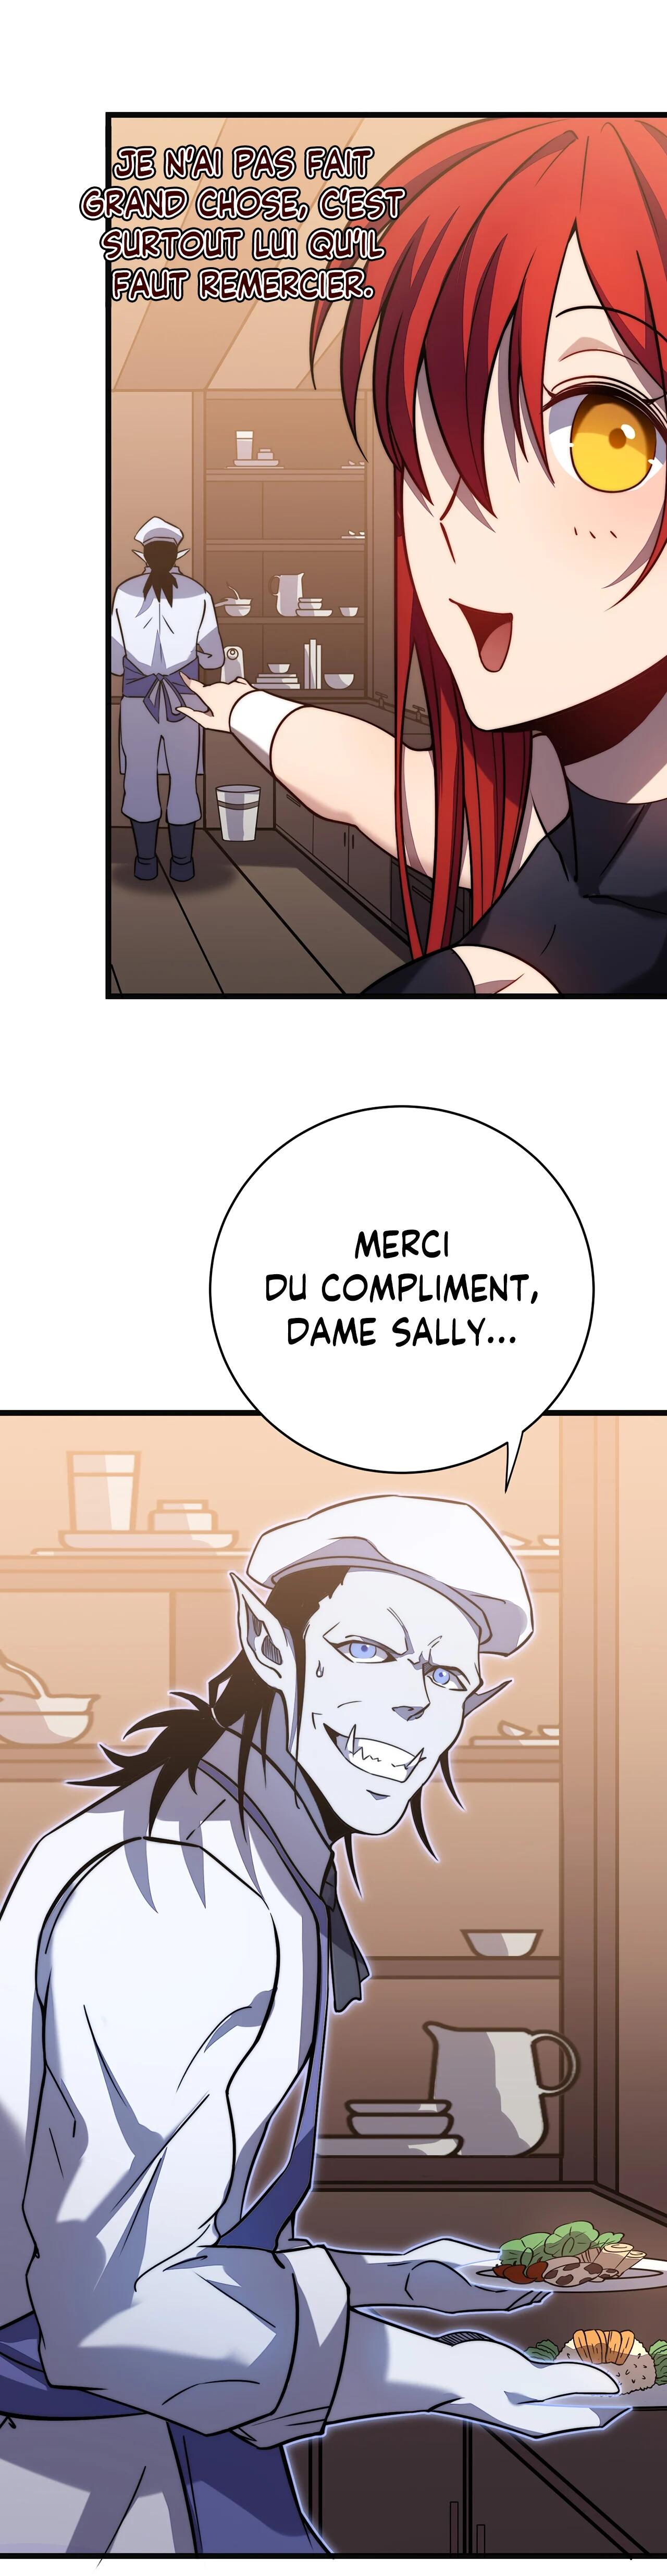 JE N'AI PAS FAIT
GRAND CHOSE, C'EST
SURTOUT LUI QU'IL
FAUT REMERCIER.
MERCI
DU COMPLIMENT,
DAME SALLY...